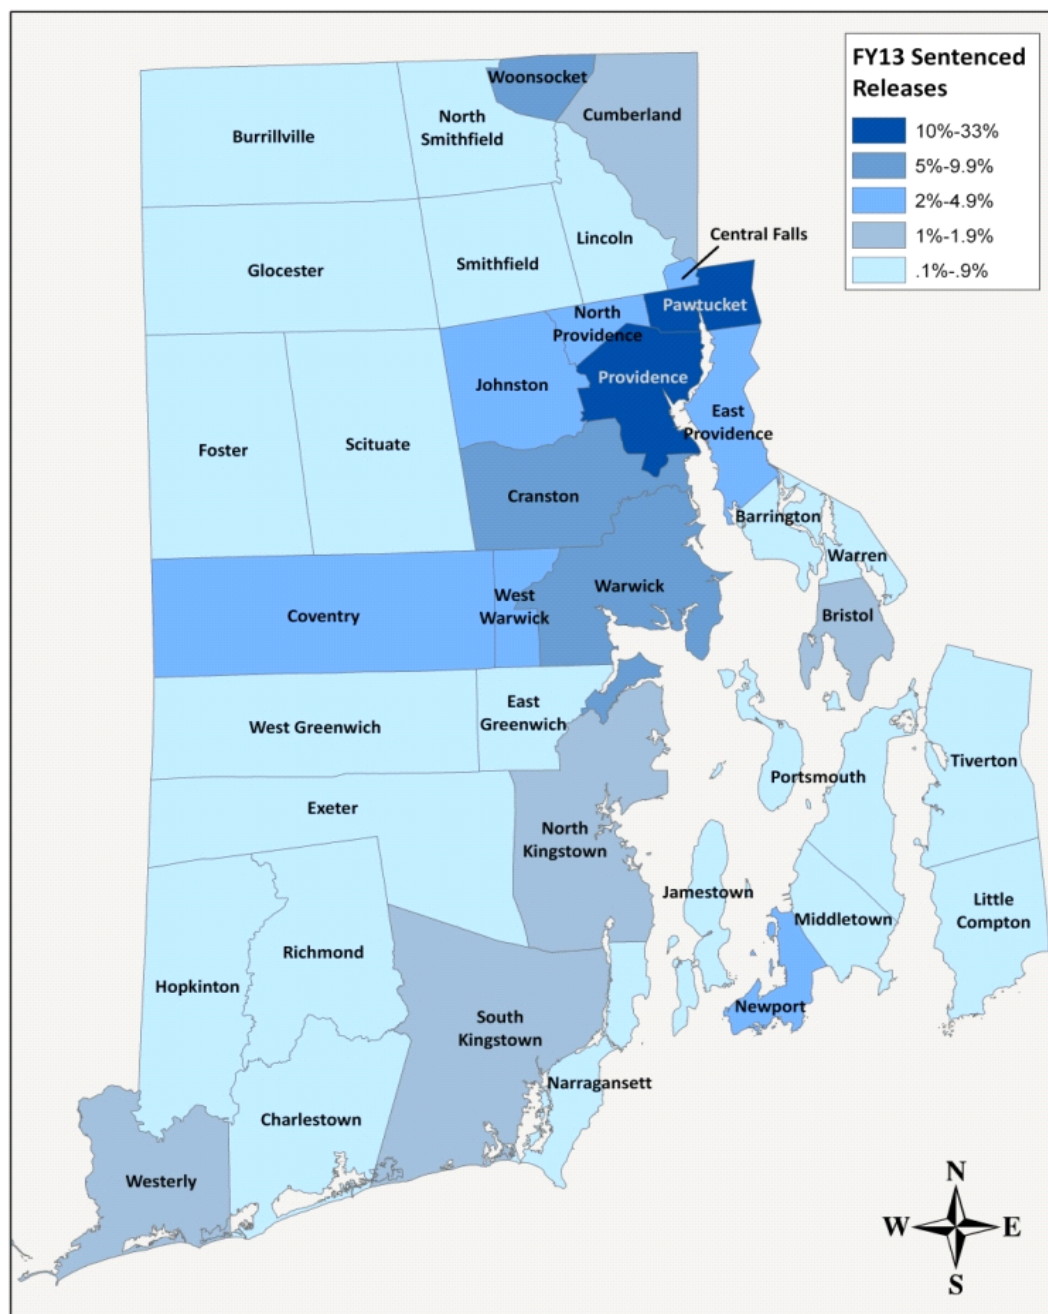 FY13 Sentenced
Releases
10%-33%
5%-9.9%
2%-4.9%
1%-1.9%
.1%-.9%
Woonsocket
Cumberland
North
Smithfield
Burrillville
Central Falls
Lincoln
Smithfield
Glocester
Pawtucket
North
Providence
Providence
Johnston
East
Providence
Scituate
Foster
Cranston
Barrington
Warren
Warwick
West
Warwick
Coventry
Bristol
East
Greenwich
West Greenwich
Tiverton
Portsmouth
Exeter
North
Kingstown
Jamestown
Middletown
Little
Compton
Richmond
Hopkinton
Newport
South
Kingstown
Narragansett
Charlestown
Westerly
N
W
E
S